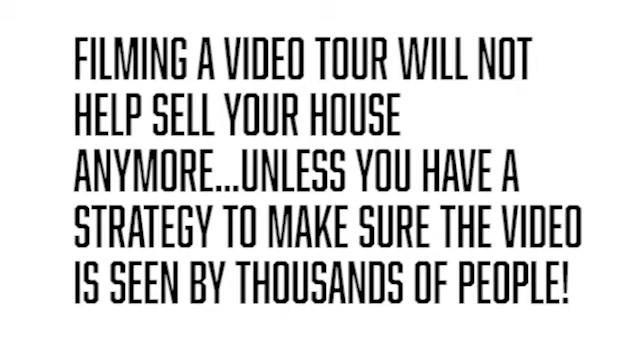 FILMING A VIDEO TOUR WILL NOT
HELP SELL YOUR HOUSE
ANYMORE...UNLESS YOU HAVE A
STRATEGY TO MAKE SURE THE VIDEO
IS SEEN BY THOUSANDS OF PEOPLE!